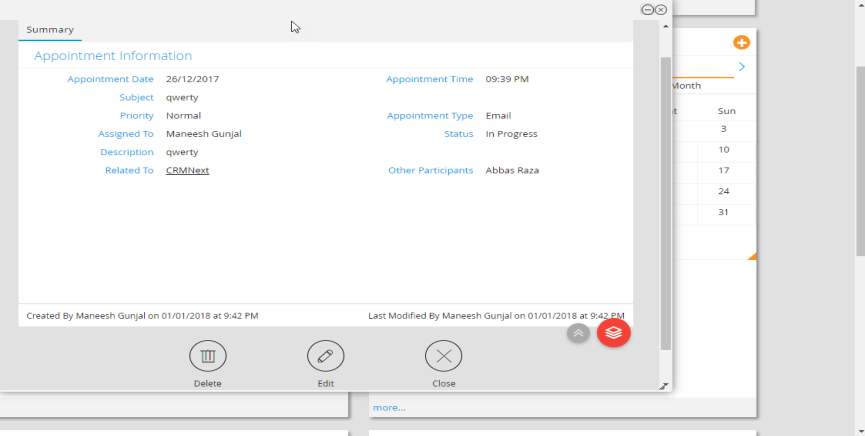 Summary
Appointment Information
Appointment Date 26/12/2017 Appointment Time 09:39 PM
Subject qwerty
Priority Normal Appointment Type Email
Assigned To Maneesh Gunjal Status In Progress
Description qwerty
Related To CRMNext Other Participants Abbas Raza
Created By Maneesh Gunjal on 01/01/2018 at 9:42 PM Last Modified By Maneesh Gunjal on 01/01/2018 at 9:42 PM
Delete Edit Close
Month
t Sun
3
10
17
24
31
more...